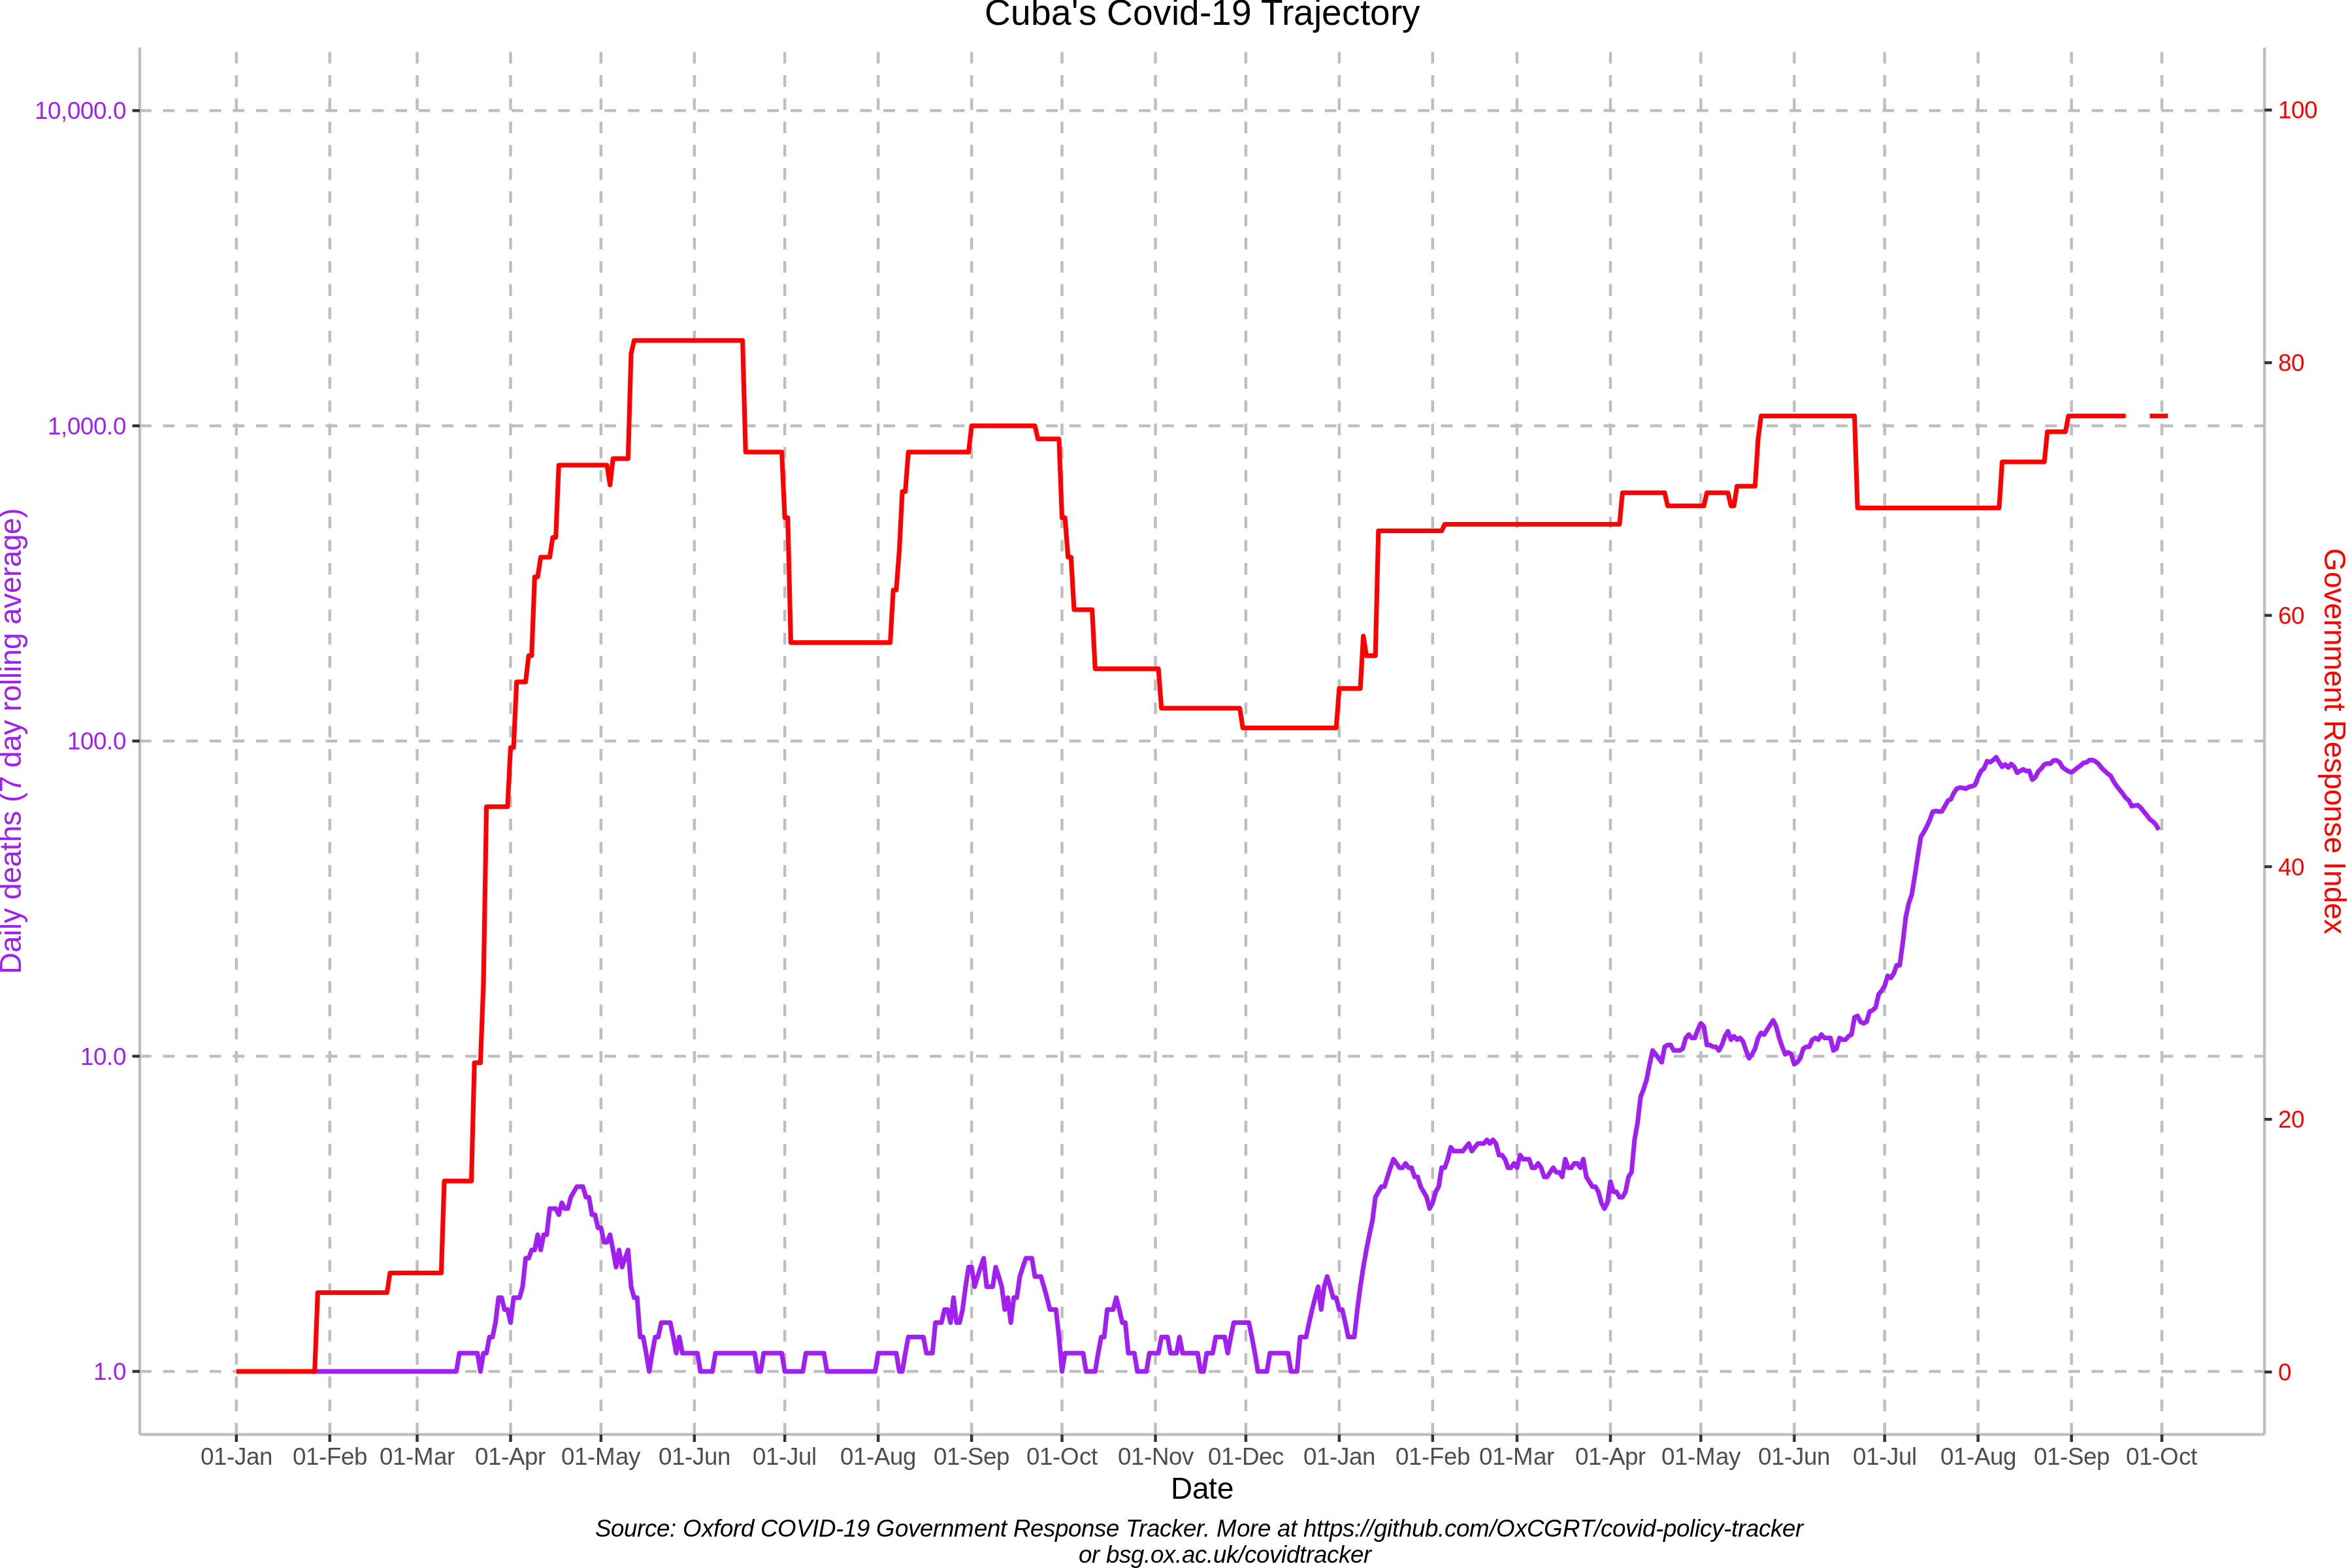 Cuba's Covid-19 Trajectory
10,000.0
1,000.0
100.0
10.0
1.0
Daily deaths (7 day rolling average)
100
80
60
40
20
0
Government Response Index
01-Jan 01-Feb 01-Mar 01-Apr 01-May 01-Jun 01-Jul 01-Aug 01-Sep 01-Oct 01-Nov 01-Dec 01-Jan 01-Feb 01-Mar 01-Apr 01-May 01-Jun 01-Jul 01-Aug 01-Sep 01-Oct
Date
Source: Oxford COVID-19 Government Response Tracker. More at https://github.com/OxCGRT/covid-policy-tracker
or bsg.ox.ac.uk/covidtracker